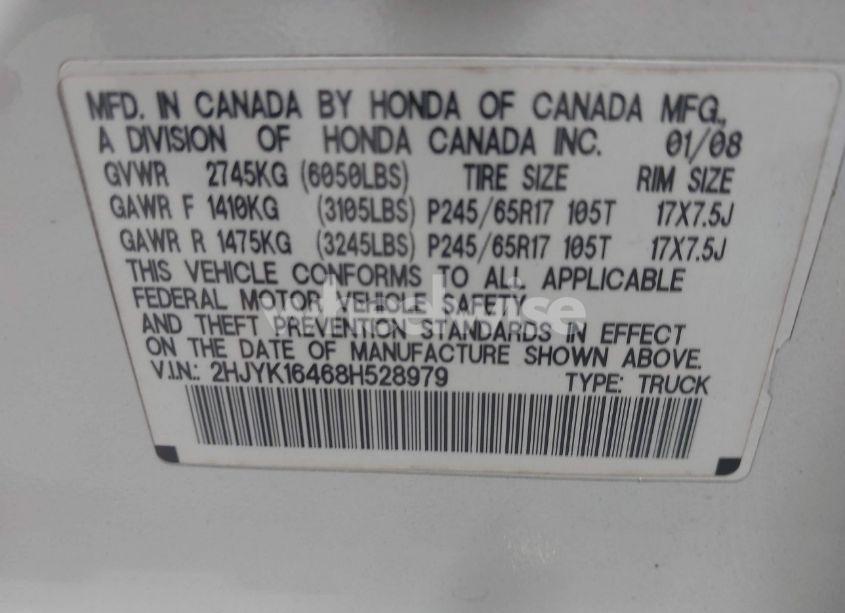 MFD. IN CANADA BY HONDA OF CANADA MFG.,
A DIVISION OF HONDA CANADA INC. 01/08
GVWR 2745KG (6050LBS) TIRE SIZE RIM SIZE
GAWR F 1410KG (3105LBS) P245/65R17 105T 17X7.5J
GAWR R 1475KG (3245LBS) P245/65R17 105T 17X7.5J
THIS VEHICLE CONFORMS TO ALL APPLICABLE
FEDERAL MOTOR VEHICLE SAFETY
AND THEFT PREVENTION STANDARDS IN EFFECT
ON THE DATE OF MANUFACTURE SHOWN ABOVE.
V.I.N.: 2HJYK16468H528979 TYPE: TRUCK